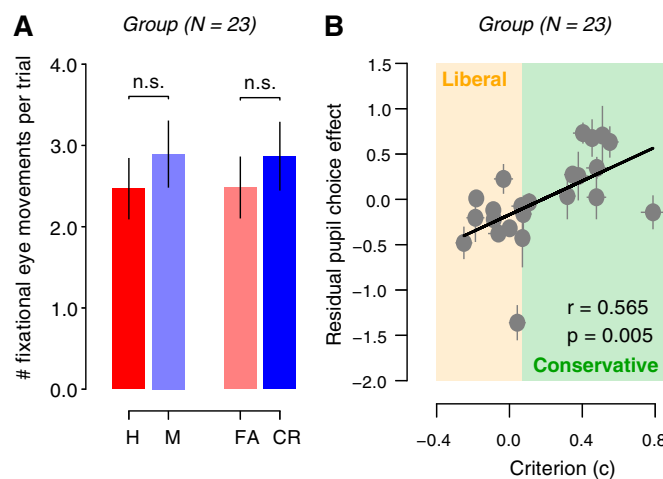 A
Group (N = 23)
# fixational eye movements per trial
4.0
3.0
2.0
1.0
0.0
n.s.
n.s.
H
M
FA
CR
B
Group (N = 23)
Residual pupil choice effect
1.5
1.0
0.5
0.0
−0.5
−1.0
−1.5
−2.0
Liberal
r = 0.565
p = 0.005
Conservative
−0.4
0.0
0.4
0.8
Criterion (c)